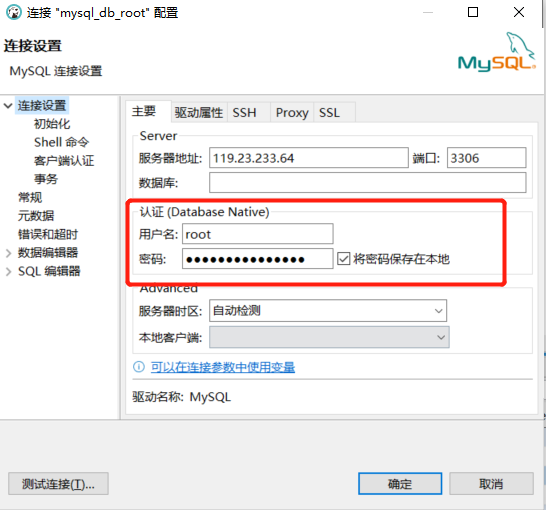 连接 "mysql_db_root" 配置
连接设置
MySQL 连接设置
MySQL
连接设置
初始化
Shell 命令
客户端认证
事务
常规
元数据
错误和超时
数据编辑器
SQL 编辑器
主要 驱动属性 SSH Proxy SSL
Server
服务器地址: 119.23.233.64 端口: 3306
数据库:
认证 (Database Native)
用户名: root
密码: ●●●●●●●●●●●●●●● 将密码保存在本地
Advanced
服务器时区: 自动检测
本地客户端:
可以在连接参数中使用变量
驱动名称: MySQL
测试连接(T)... 确定 取消